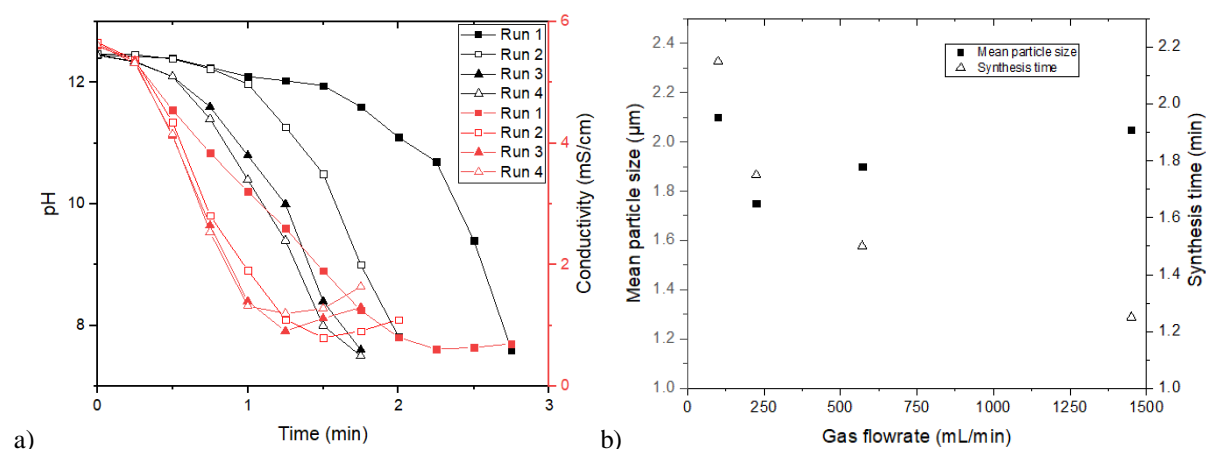 Run 1
Run 2
Run 3
Run 4
Run 1
Run 2
Run 3
Run 4
pH
12
10
8
0
1
2
3
Time (min)
6
4
2
0
Conductivity (mS/cm)
a)
Mean particle size
Synthesis time
Mean particle size (µm)
2.4
2.2
2.0
1.8
1.6
1.4
1.2
1.0
0
250
500
750
1000
1250
1500
Gas flowrate (mL/min)
2.2
2.0
1.8
1.6
1.4
1.2
1.0
Synthesis time (min)
b)